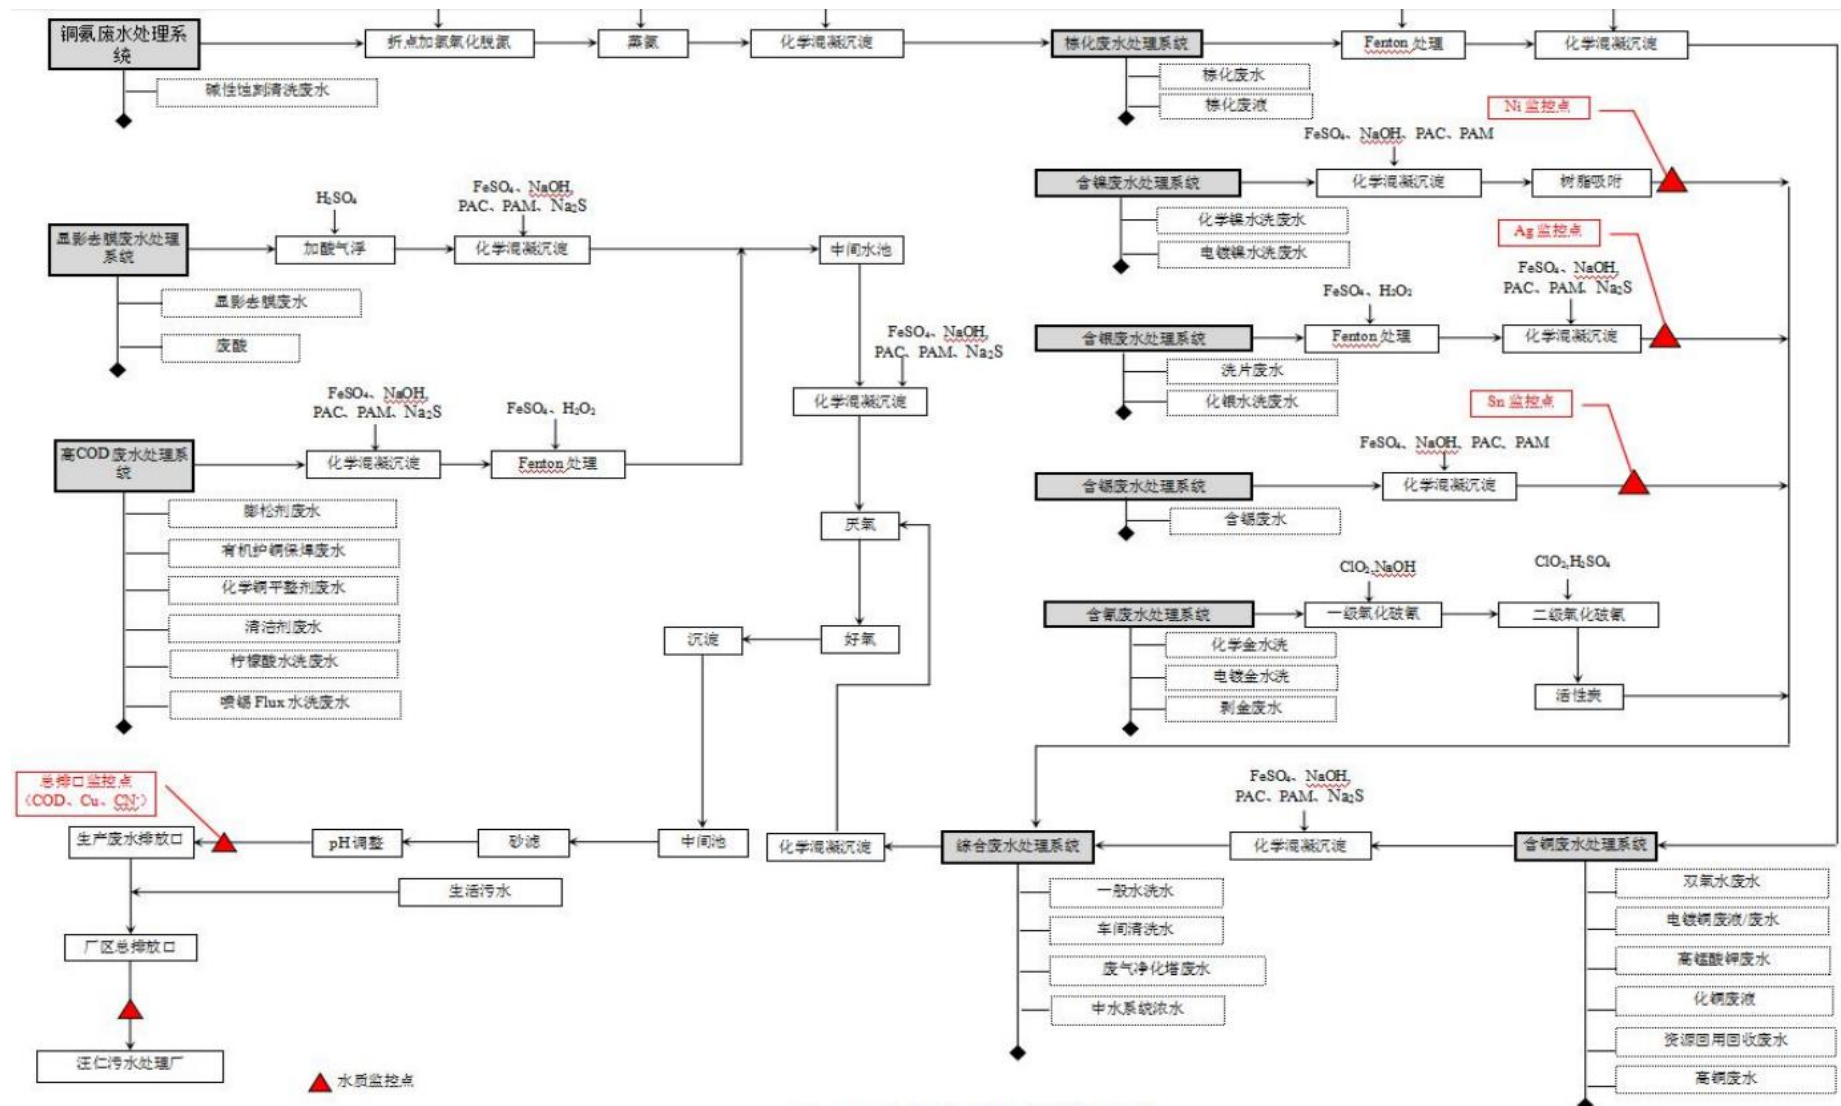 铜氨废水处理系
统
折点加氯氧化脱氮
蒸氨
化学混凝沉淀
碱性蚀刻清洗废水
棕化废水处理系统
Fenton 处理
化学混凝沉淀
棕化废水
棕化废液
Ni 监控点
FeSO₄、NaOH、PAC、PAM
含镍废水处理系统
化学混凝沉淀
树脂吸附
化学镍水洗废水
电镀镍水洗废水
H₂SO₄
FeSO₄、NaOH,
PAC、PAM、Na₂S
显影去膜废水处理
系统
加酸气浮
化学混凝沉淀
中间水池
显影去膜废水
废酸
Ag 监控点
FeSO₄、NaOH,
PAC、PAM、Na₂S
FeSO₄、H₂O₂
含银废水处理系统
Fenton 处理
化学混凝沉淀
洗片废水
化银水洗废水
FeSO₄、NaOH,
PAC、PAM、Na₂S
化学混凝沉淀
FeSO₄、NaOH,
PAC、PAM、Na₂S
FeSO₄、H₂O₂
高COD 废水处理系
统
化学混凝沉淀
Fenton 处理
膨松剂废水
有机护铜保焊废水
化学铜平整剂废水
清洁剂废水
柠檬酸水洗废水
喷锡 Flux 水洗废水
Sn 监控点
FeSO₄、NaOH、PAC、PAM
含锡废水处理系统
化学混凝沉淀
含锡废水
厌氧
好氧
沉淀
ClO₂,NaOH
ClO₂,H₂SO₄
含氰废水处理系统
一级氧化破氰
二级氧化破氰
化学金水洗
电镀金水洗
剥金废水
活性炭
总排口监控点
（COD、Cu、CN⁻）
生产废水排放口
pH 调整
砂滤
中间池
化学混凝沉淀
综合废水处理系统
FeSO₄、NaOH,
PAC、PAM、Na₂S
化学混凝沉淀
含铜废水处理系统
生活污水
厂区总排放口
汪仁污水处理厂
水质监控点
一般水洗水
车间清洗水
废气净化塔废水
中水系统浓水
双氧水废水
电镀铜废液/废水
高锰酸钾废水
化铜废液
资源回用回收废水
高铜废水